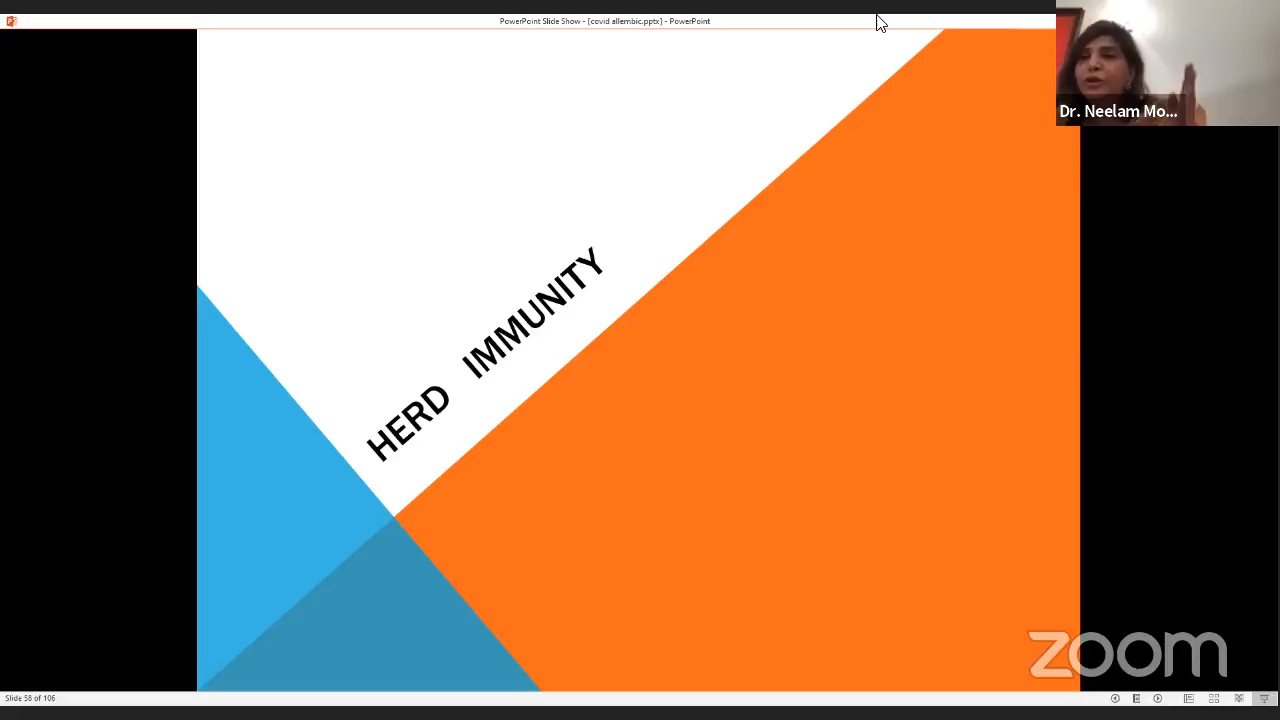 PowerPoint Slide Show - [covid allembic.pptx] - PowerPoint
Dr. Neelam Mo...
HERD IMMUNITY
zoom
Slide 58 of 106